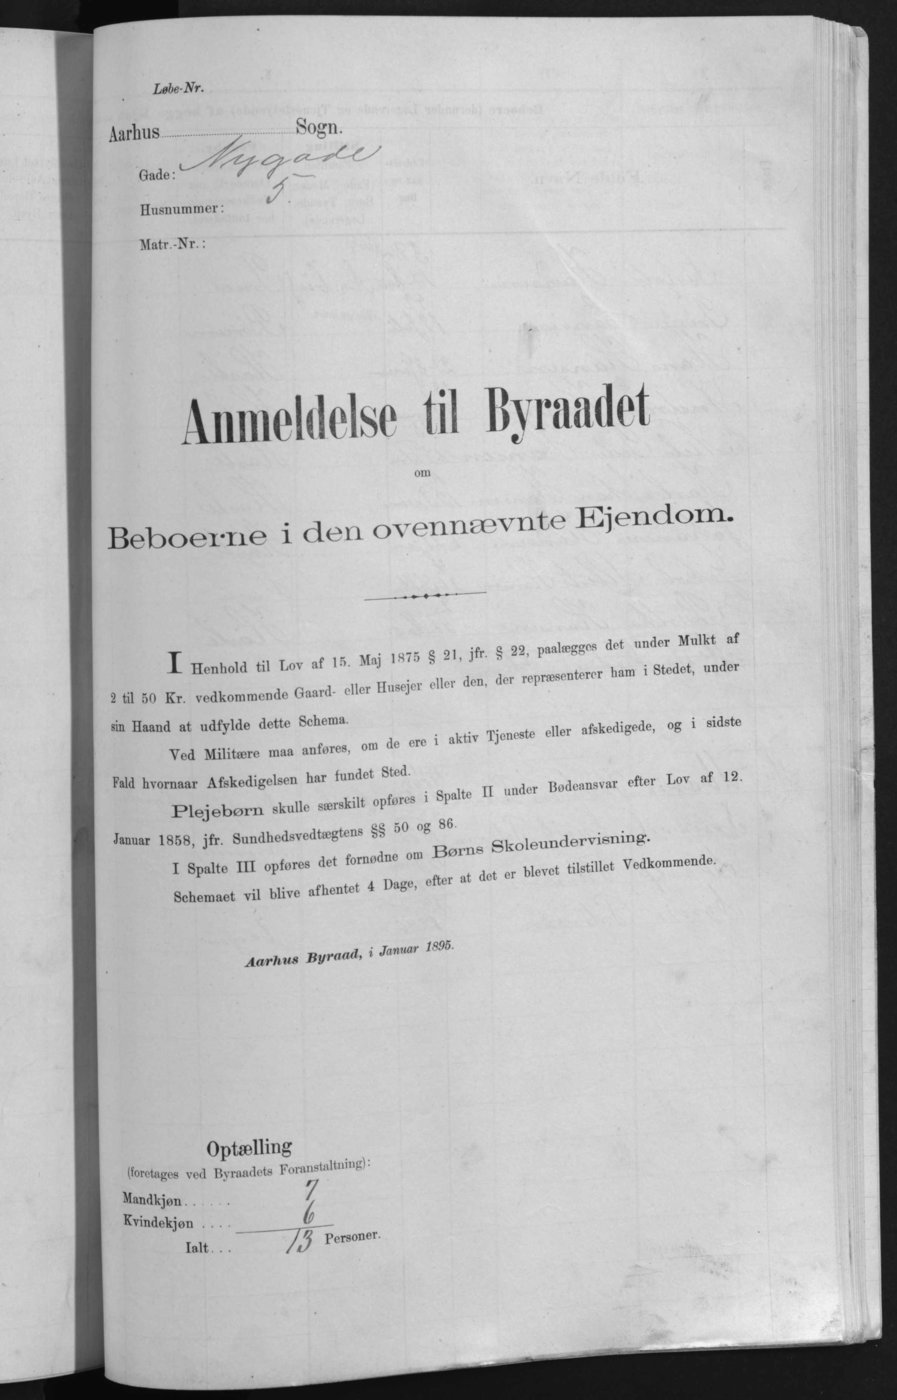 Løbe-Nr.
Aarhus Sogn.
Gade: Nygade
Husnummer: 5.
Matr.-Nr.:
Anmeldelse til Byraadet
om
Beboerne i den ovennævnte Ejendom.
I Henhold til Lov af 15. Maj 1875 § 21, jfr. § 22, paalægges det under Mulkt af
2 til 50 Kr. vedkommende Gaard- eller Husejer eller den, der repræsenterer ham i Stedet, under
sin Haand at udfylde dette Schema.
Ved Militære maa anføres, om de ere i aktiv Tjeneste eller afskedigede, og i sidste
Fald hvornaar Afskedigelsen har fundet Sted.
Plejebørn skulle særskilt opføres i Spalte II under Bødeansvar efter Lov af 12.
Januar 1858, jfr. Sundhedsvedtægtens §§ 50 og 86.
I Spalte III opføres det fornødne om Børns Skoleundervisning.
Schemaet vil blive afhentet 4 Dage, efter at det er blevet tilstillet Vedkommende.
Aarhus Byraad, i Januar 1895.
Optælling
(foretages ved Byraadets Foranstaltning):
Mandkjøn...... 7
Kvindekjøn .... 6
Ialt... 13 Personer.